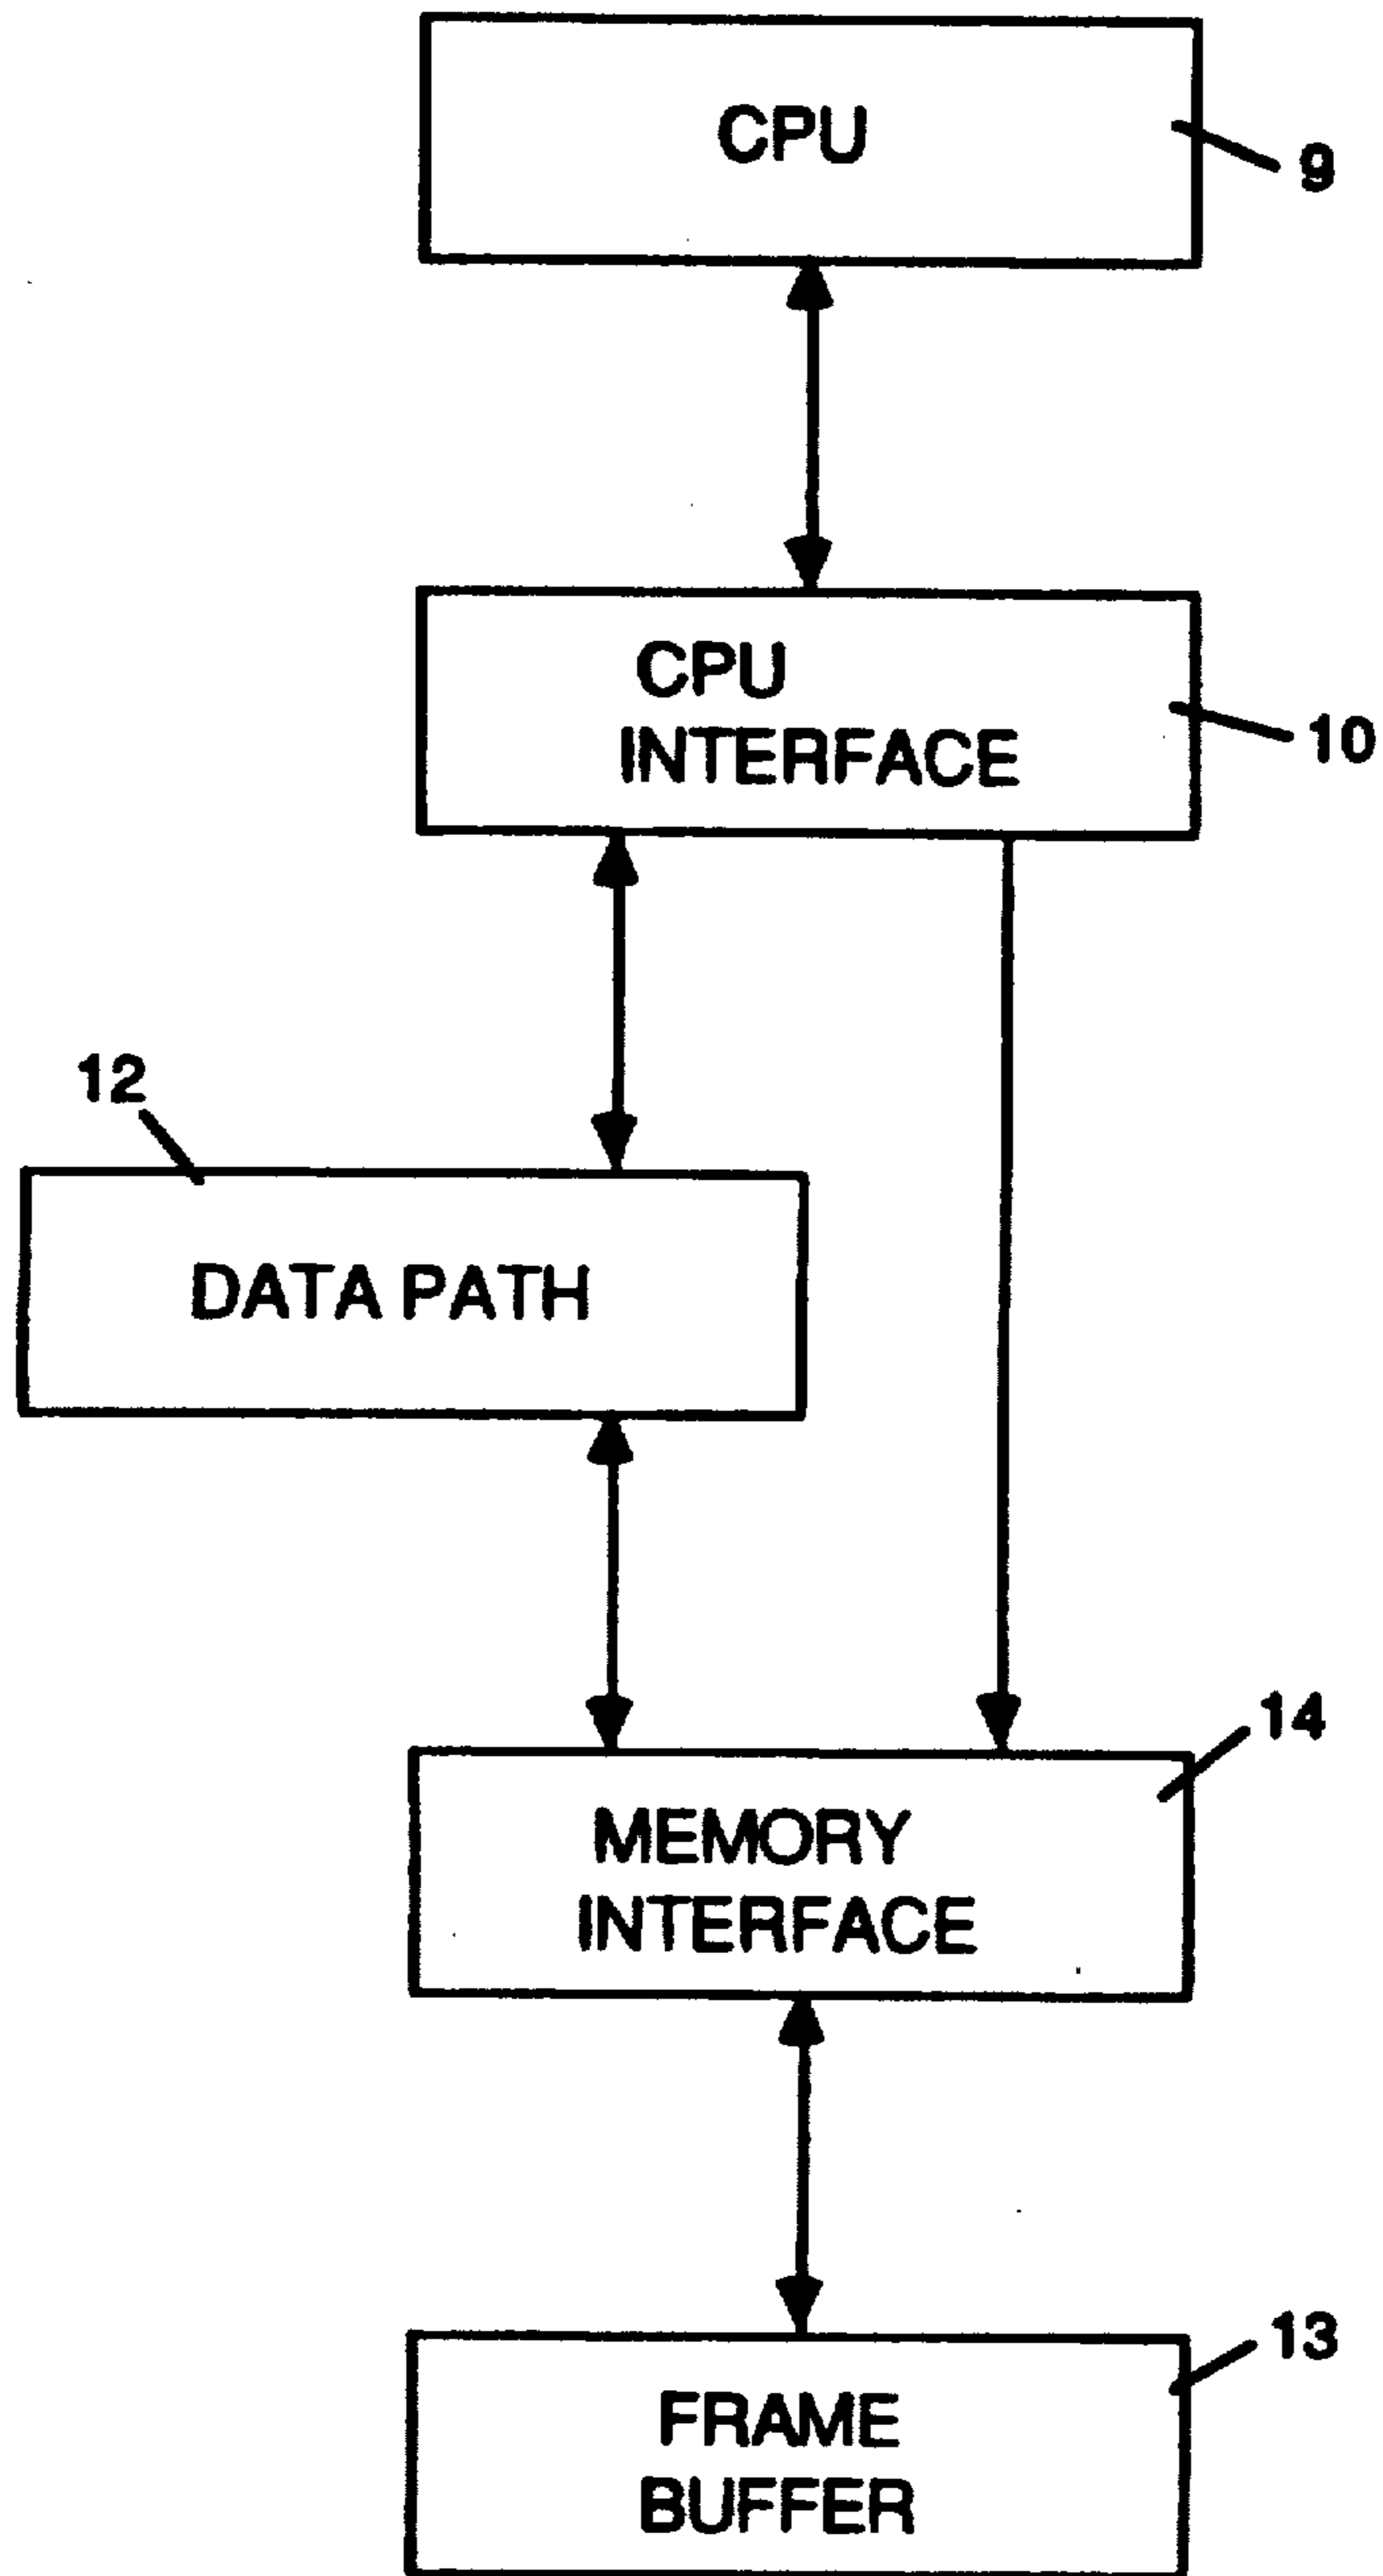 CPU
9
CPU
INTERFACE
10
12
DATA PATH
14
MEMORY
INTERFACE
13
FRAME
BUFFER